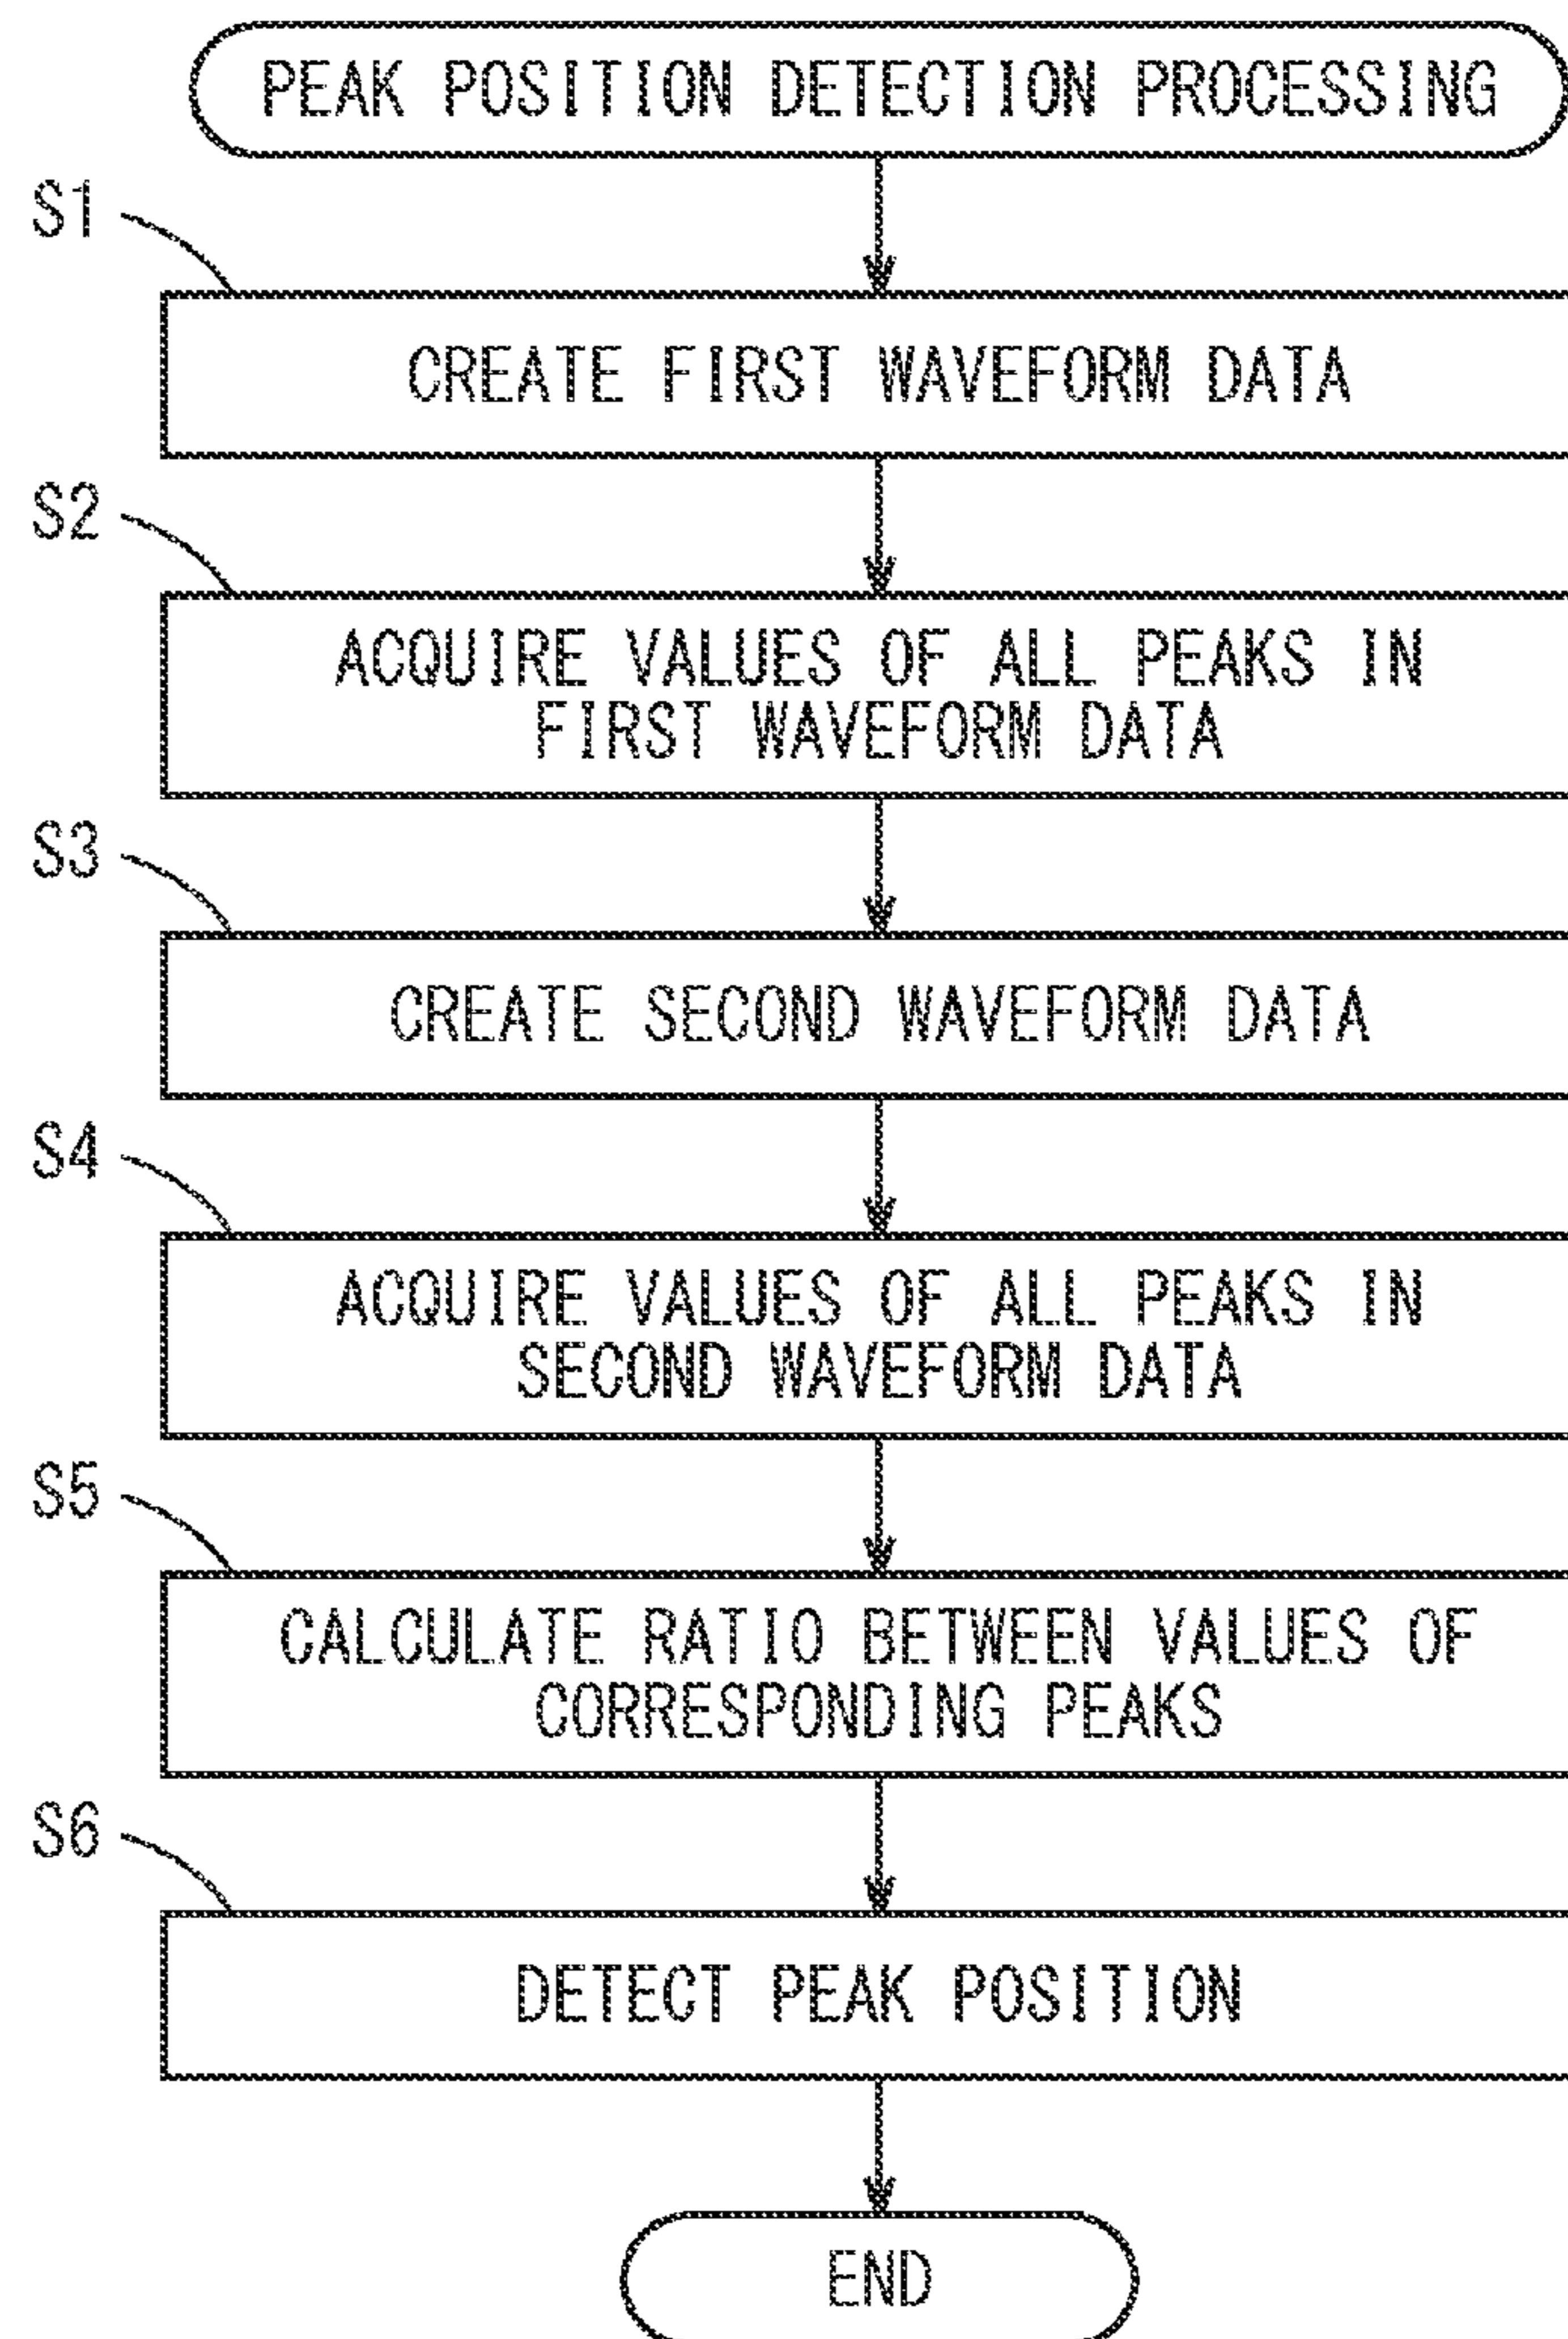 PEAK POSITION DETECTION PROCESSING
S1
CREATE FIRST WAVEFORM DATA
S2
ACQUIRE VALUES OF ALL PEAKS IN
FIRST WAVEFORM DATA
S3
CREATE SECOND WAVEFORM DATA
S4
ACQUIRE VALUES OF ALL PEAKS IN
SECOND WAVEFORM DATA
S5
CALCULATE RATIO BETWEEN VALUES OF
CORRESPONDING PEAKS
S6
DETECT PEAK POSITION
END